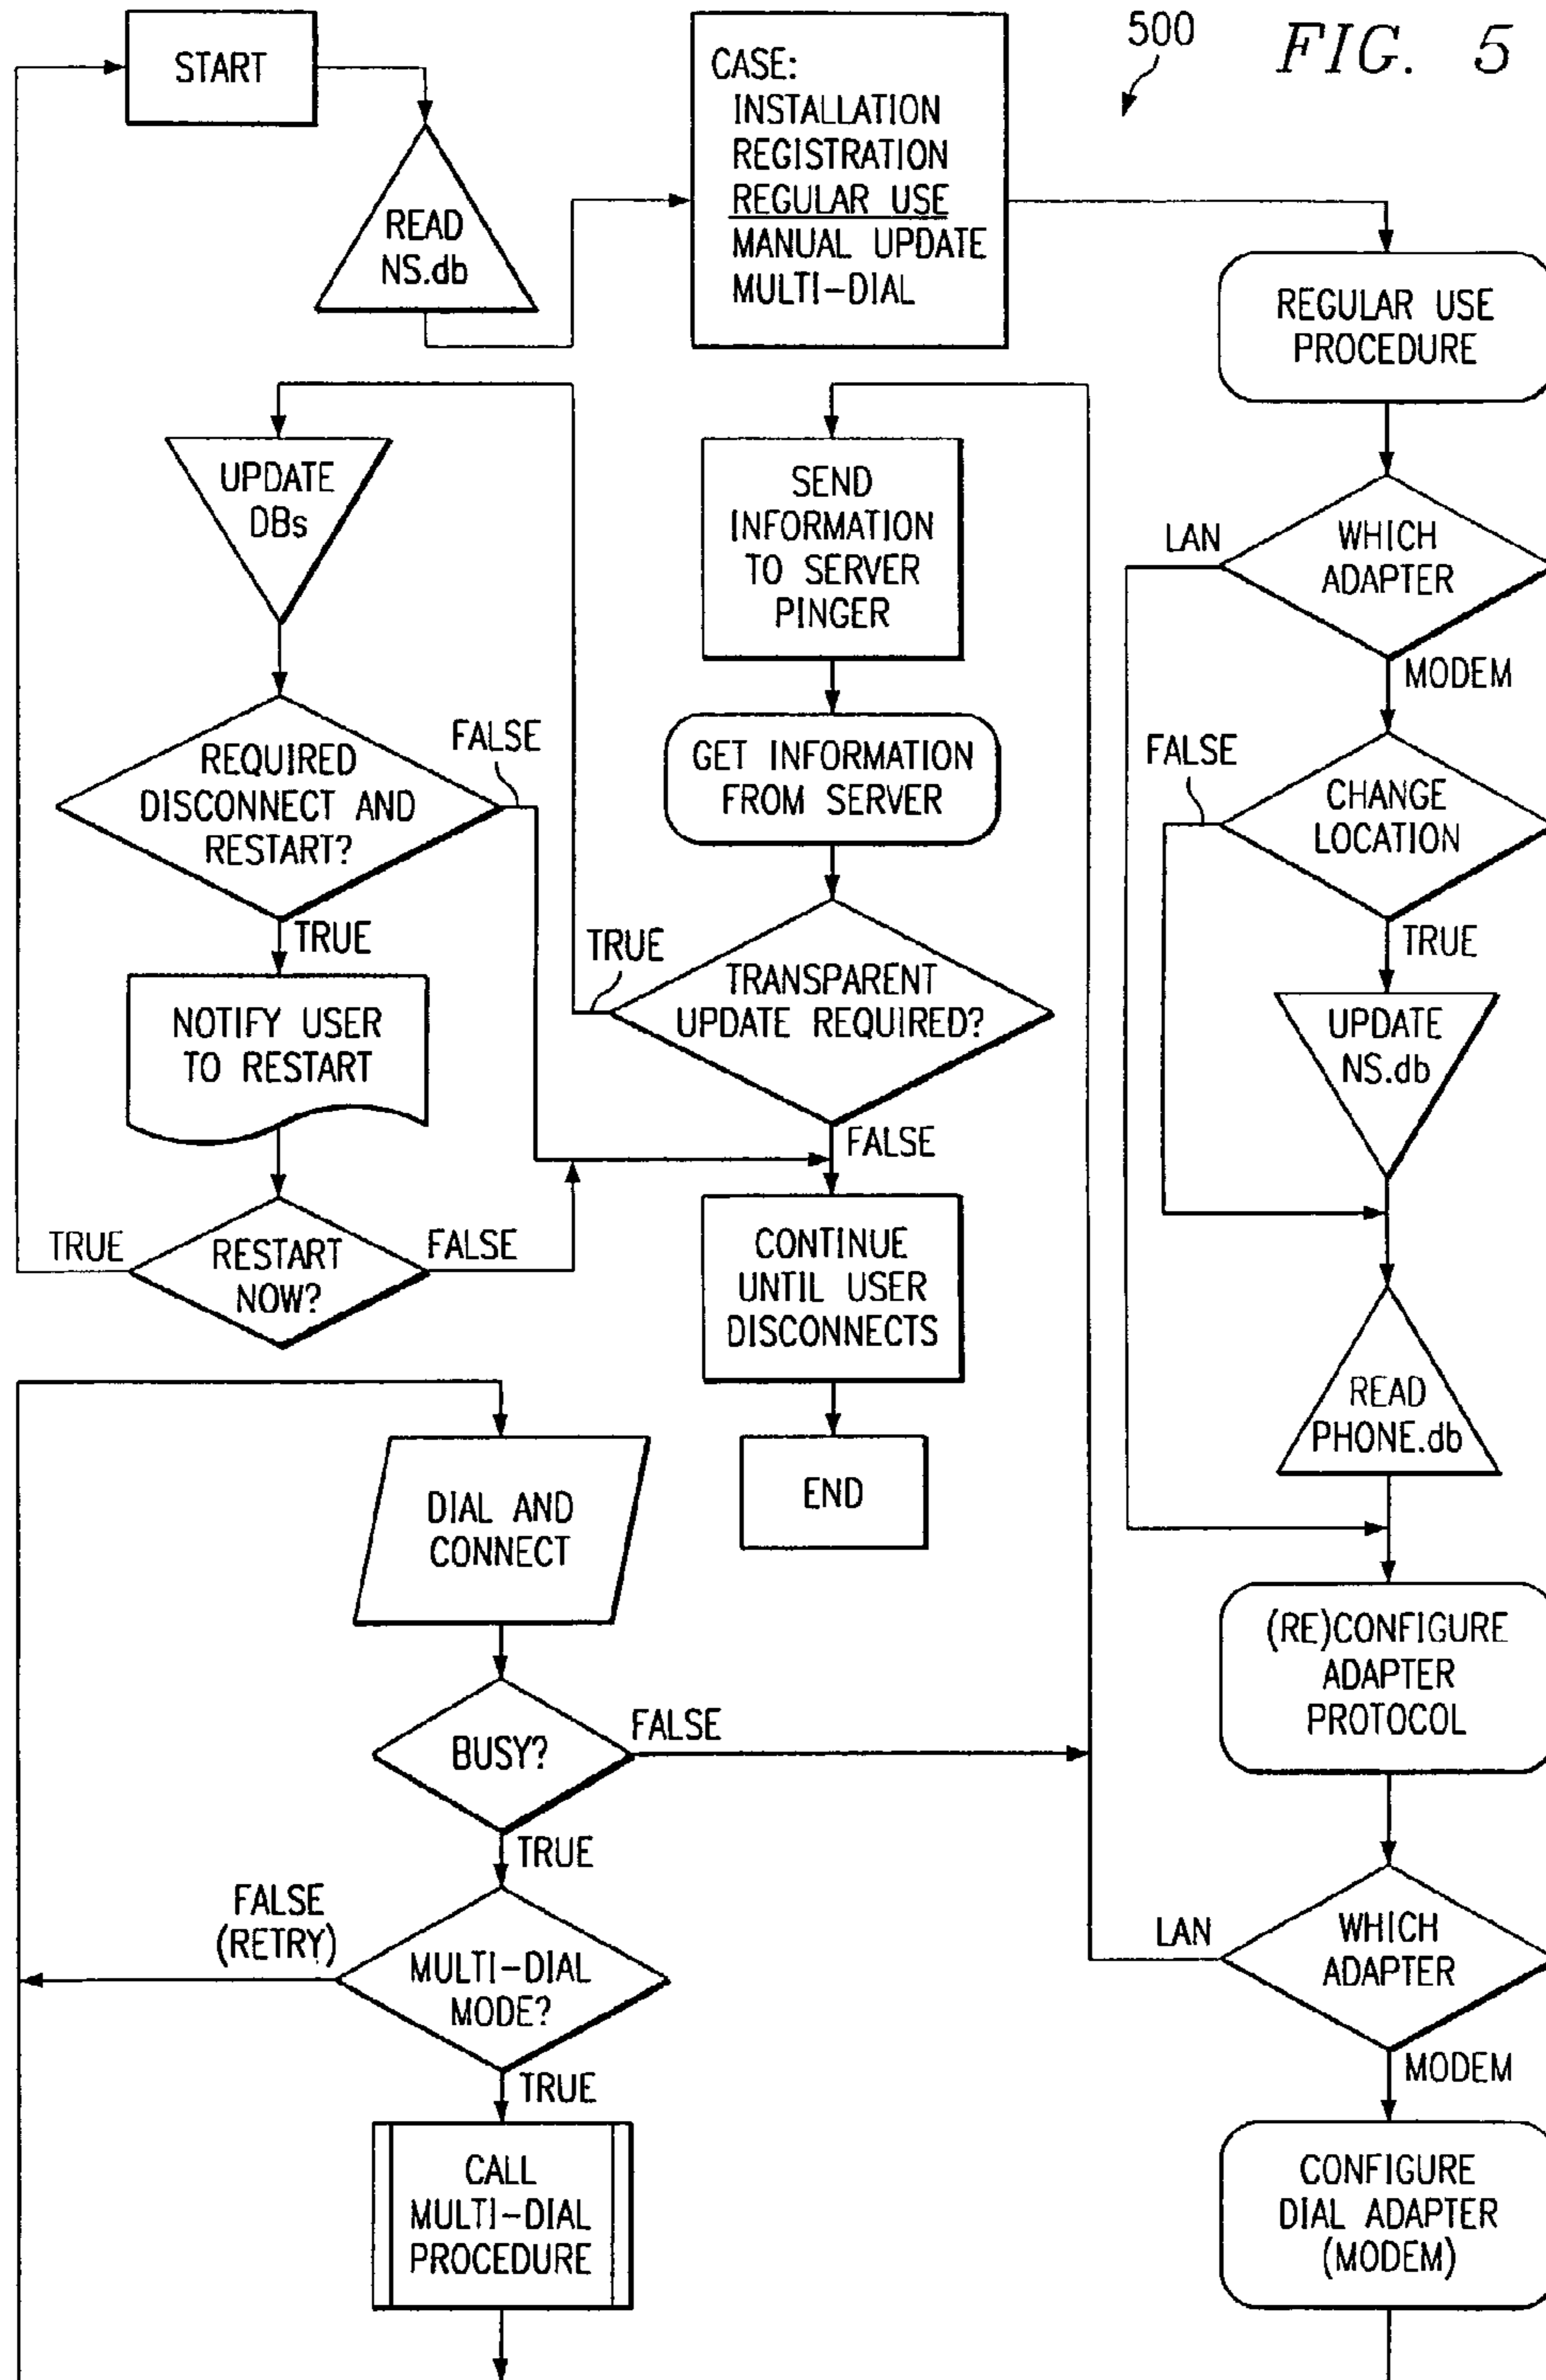 500
FIG. 5
START
READ
NS.db
CASE:
INSTALLATION
REGISTRATION
REGULAR USE
MANUAL UPDATE
MULTI-DIAL
REGULAR USE
PROCEDURE
WHICH
ADAPTER
LAN
MODEM
CHANGE
LOCATION
FALSE
TRUE
UPDATE
NS.db
READ
PHONE.db
(RE)CONFIGURE
ADAPTER
PROTOCOL
WHICH
ADAPTER
LAN
MODEM
CONFIGURE
DIAL ADAPTER
(MODEM)
DIAL AND
CONNECT
BUSY?
FALSE
TRUE
MULTI-DIAL
MODE?
FALSE
(RETRY)
TRUE
CALL
MULTI-DIAL
PROCEDURE
SEND
INFORMATION
TO SERVER
PINGER
GET INFORMATION
FROM SERVER
TRANSPARENT
UPDATE REQUIRED?
TRUE
FALSE
UPDATE
DBs
REQUIRED
DISCONNECT AND
RESTART?
FALSE
TRUE
NOTIFY USER
TO RESTART
RESTART
NOW?
TRUE
FALSE
CONTINUE
UNTIL USER
DISCONNECTS
END